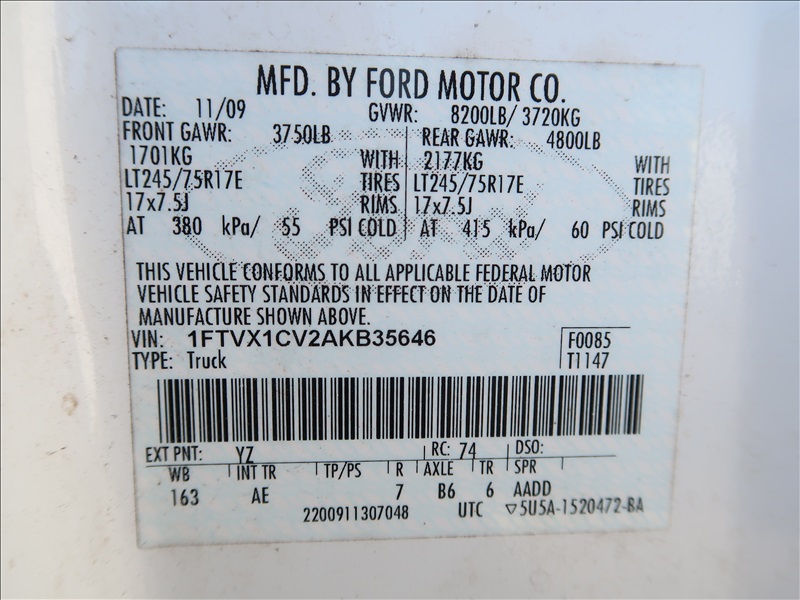 MFD. BY FORD MOTOR CO.
DATE: 11/09 GVWR: 8200LB/ 3720KG
FRONT GAWR: 3750LB REAR GAWR: 4800LB
1701KG WITH 2177KG WITH
LT245/75R17E TIRES LT245/75R17E TIRES
17x7.5J RIMS 17x7.5J RIMS
AT 380 kPa/ 55 PSI COLD AT 415 kPa/ 60 PSI COLD
THIS VEHICLE CONFORMS TO ALL APPLICABLE FEDERAL MOTOR
VEHICLE SAFETY STANDARDS IN EFFECT ON THE DATE OF
MANUFACTURE SHOWN ABOVE.
VIN: 1FTVX1CV2AKB35646 F0085
TYPE: Truck T1147
EXT PNT: YZ RC: 74 DSO:
WB INT TR TP/PS R AXLE TR SPR
163 AE 7 B6 6 AADD
2200911307048 UTC ▽5U5A-1520472-BA